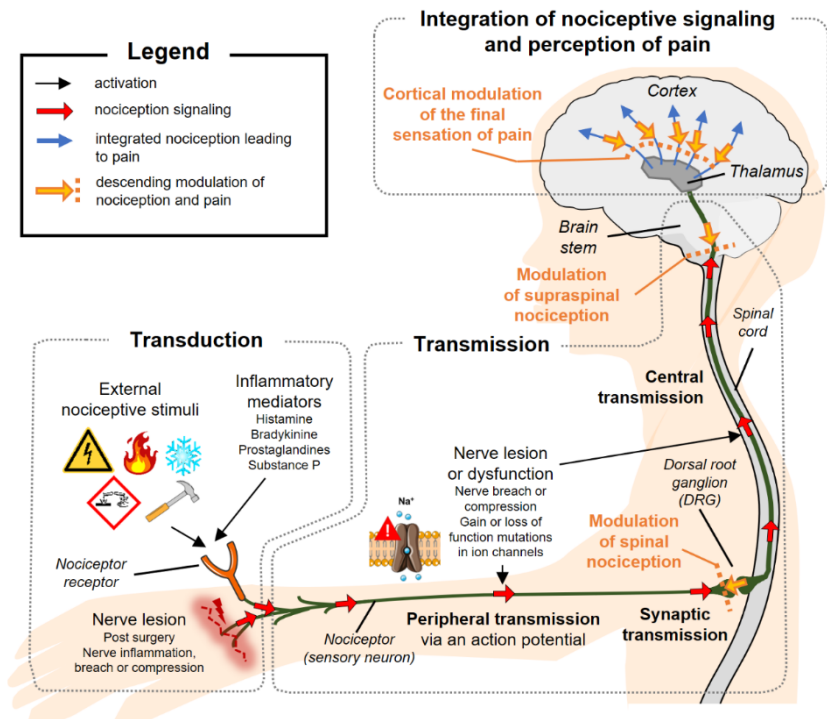 Integration of nociceptive signaling
and perception of pain
Legend
activation
nociception signaling
integrated nociception leading
to pain
descending modulation of
nociception and pain
Cortical modulation
of the final
sensation of pain
Cortex
Thalamus
Brain
stem
Modulation
of supraspinal
nociception
Spinal
cord
Transduction
External
nociceptive stimuli
Inflammatory
mediators
Histamine
Bradykinine
Prostaglandines
Substance P
Nociceptor
receptor
Nerve lesion
Post surgery
Nerve inflammation,
breach or compression
Transmission
Central
transmission
Nerve lesion
or dysfunction
Nerve breach or
compression
Gain or loss of
function mutations
in ion channels
Na⁺
Dorsal root
ganglion
(DRG)
Modulation
of spinal
nociception
Nociceptor
(sensory neuron)
Peripheral transmission
via an action potential
Synaptic
transmission